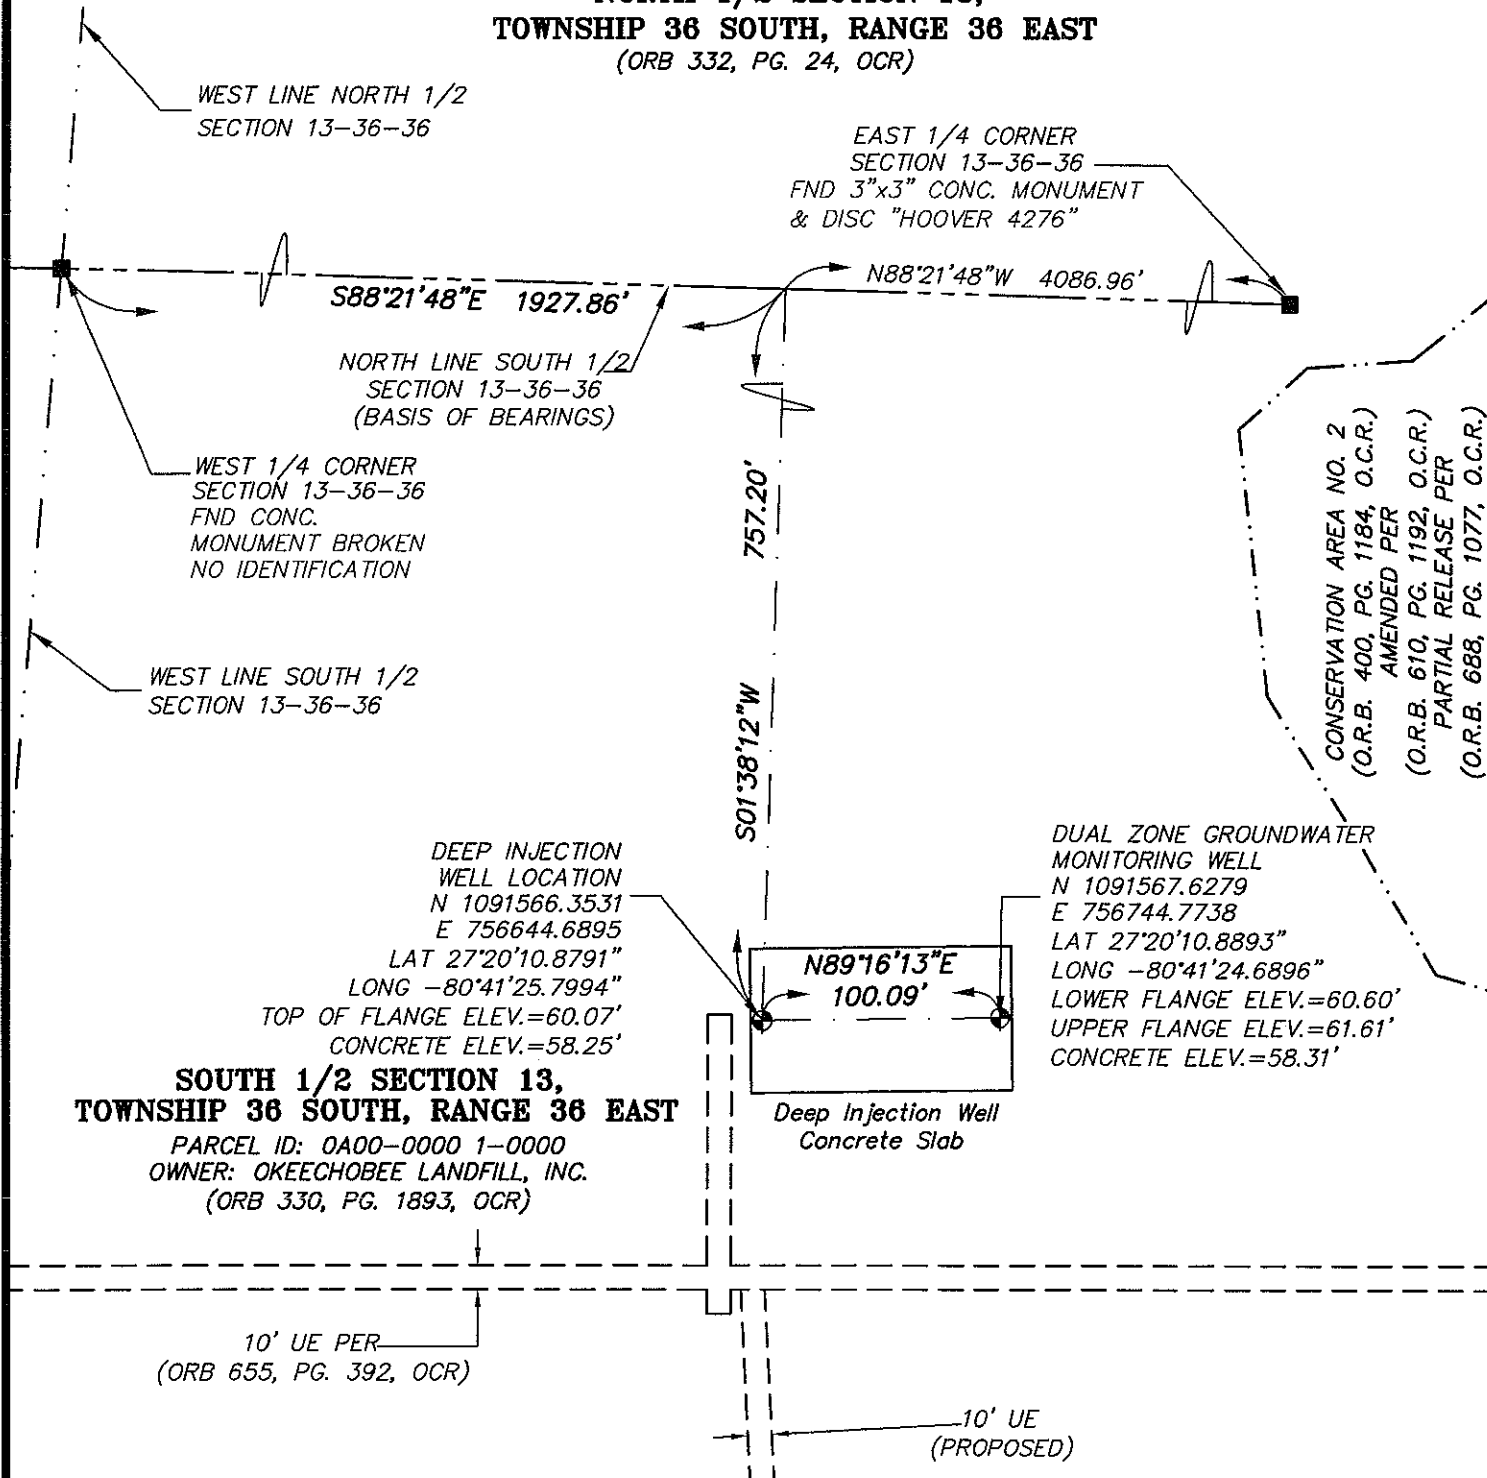 TOWNSHIP 36 SOUTH, RANGE 36 EAST
(ORB 332, PG. 24, OCR)
WEST LINE NORTH 1/2
SECTION 13-36-36
EAST 1/4 CORNER
SECTION 13-36-36
FND 3"x3" CONC. MONUMENT
& DISC "HOOVER 4276"
N88°21'48"W 4086.96'
S88°21'48"E 1927.86'
NORTH LINE SOUTH 1/2
SECTION 13-36-36
(BASIS OF BEARINGS)
WEST 1/4 CORNER
SECTION 13-36-36
FND CONC.
MONUMENT BROKEN
NO IDENTIFICATION
WEST LINE SOUTH 1/2
SECTION 13-36-36
S01°38'12"W 757.20'
CONSERVATION AREA NO. 2
(O.R.B. 400, PG. 1184, O.C.R.)
AMENDED PER
(O.R.B. 610, PG. 1192, O.C.R.)
PARTIAL RELEASE PER
(O.R.B. 688, PG. 1077, O.C.R.)
DEEP INJECTION
WELL LOCATION
N 1091566.3531
E 756644.6895
LAT 27°20'10.8791"
LONG -80°41'25.7994"
TOP OF FLANGE ELEV.=60.07'
CONCRETE ELEV.=58.25'
N89°16'13"E
100.09'
DUAL ZONE GROUNDWATER
MONITORING WELL
N 1091567.6279
E 756744.7738
LAT 27°20'10.8893"
LONG -80°41'24.6896"
LOWER FLANGE ELEV.=60.60'
UPPER FLANGE ELEV.=61.61'
CONCRETE ELEV.=58.31'
Deep Injection Well
Concrete Slab
SOUTH 1/2 SECTION 13,
TOWNSHIP 36 SOUTH, RANGE 36 EAST
PARCEL ID: 0A00-0000 1-0000
OWNER: OKEECHOBEE LANDFILL, INC.
(ORB 330, PG. 1893, OCR)
10' UE PER
(ORB 655, PG. 392, OCR)
10' UE
(PROPOSED)